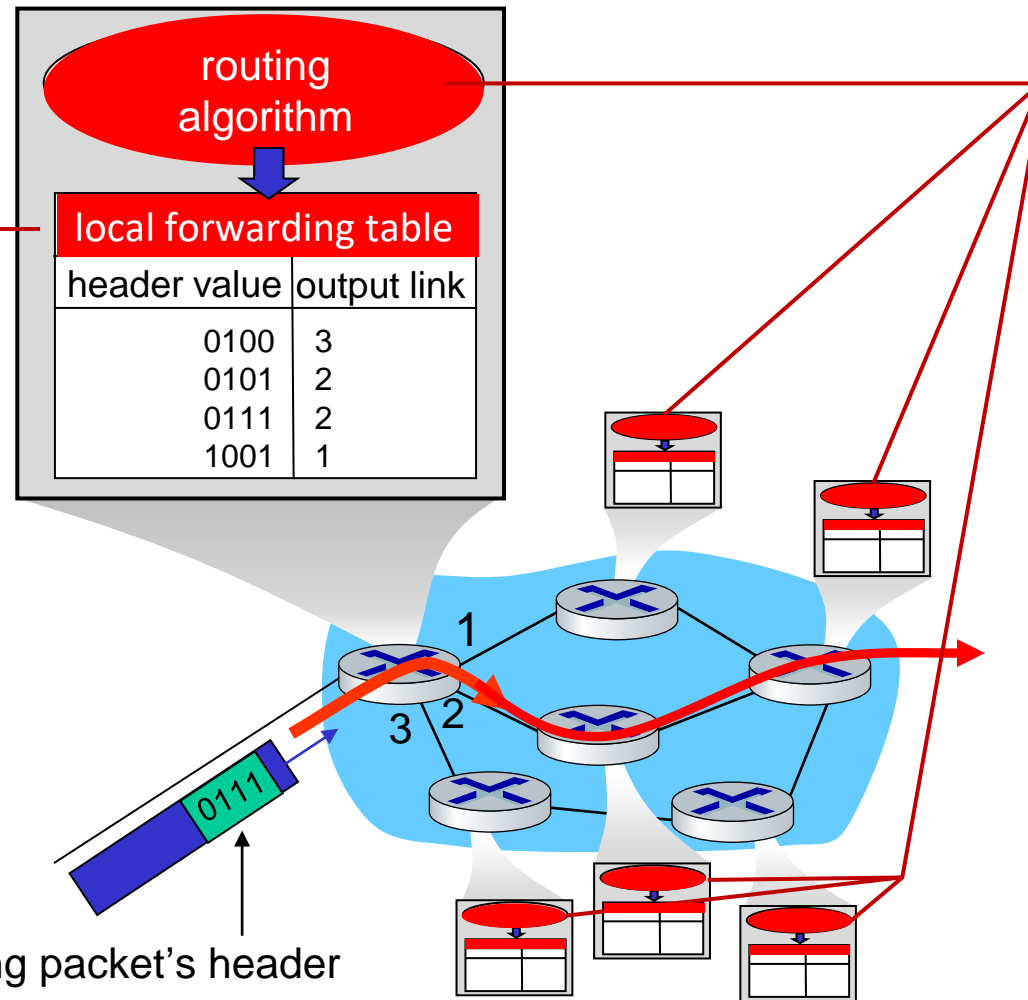 routing
algorithm
local forwarding table
header value output link
0100 3
0101 2
0111 2
1001 1
1
2
3
0111
packet's header